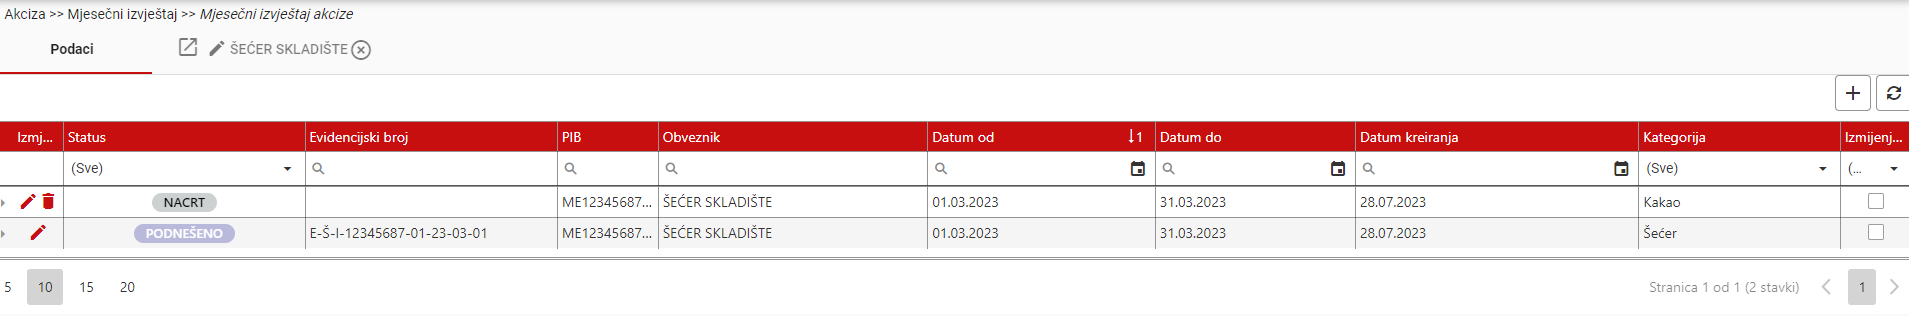 Akciza >> Mjesečni izvještaj >> Mjesečni izvještaj akcize
Podaci ŠEĆER SKLADIŠTE
Izmj... Status Evidencijski broj PIB Obveznik Datum od 1 Datum do Datum kreiranja Kategorija Izmijenj...
(Sve) (Sve) (...
NACRT ME12345687... ŠEĆER SKLADIŠTE 01.03.2023 31.03.2023 28.07.2023 Kakao
PODNEŠENO E-Š-I-12345687-01-23-03-01 ME12345687... ŠEĆER SKLADIŠTE 01.03.2023 31.03.2023 28.07.2023 Šećer
5 10 15 20 Stranica 1 od 1 (2 stavki) 1